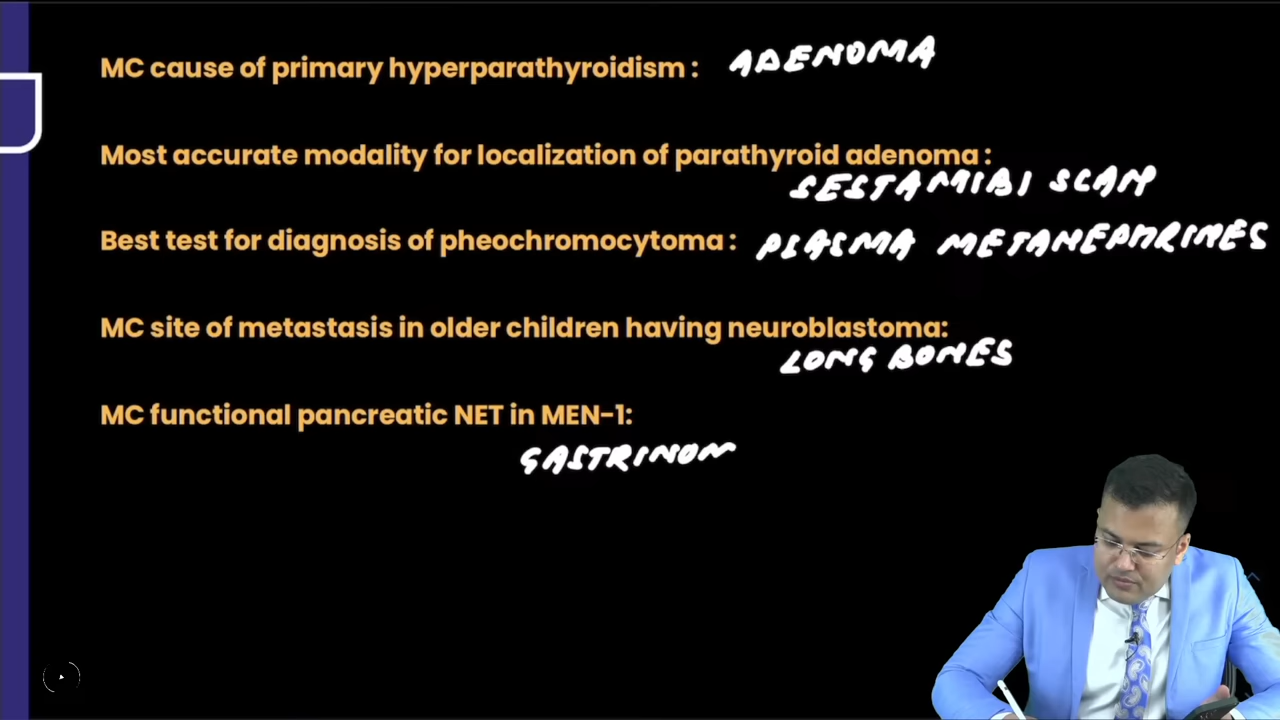 MC cause of primary hyperparathyroidism : ADENOMA
Most accurate modality for localization of parathyroid adenoma :
SESTAMIBI SCAN
Best test for diagnosis of pheochromocytoma : PLASMA METANEPHRINES
MC site of metastasis in older children having neuroblastoma:
LONG BONES
MC functional pancreatic NET in MEN-1:
GASTRINOM